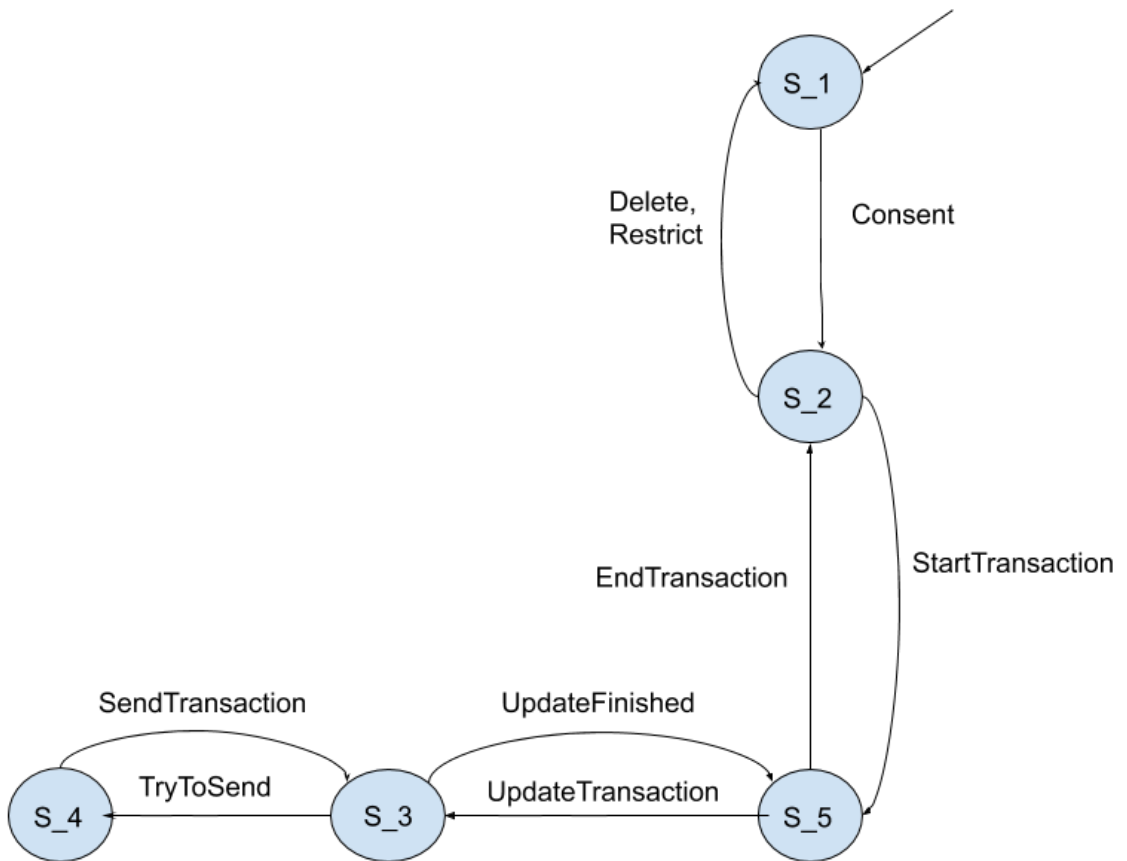 S_1
Delete,
Restrict
Consent
S_2
StartTransaction
EndTransaction
SendTransaction
UpdateFinished
TryToSend
UpdateTransaction
S_4
S_3
S_5